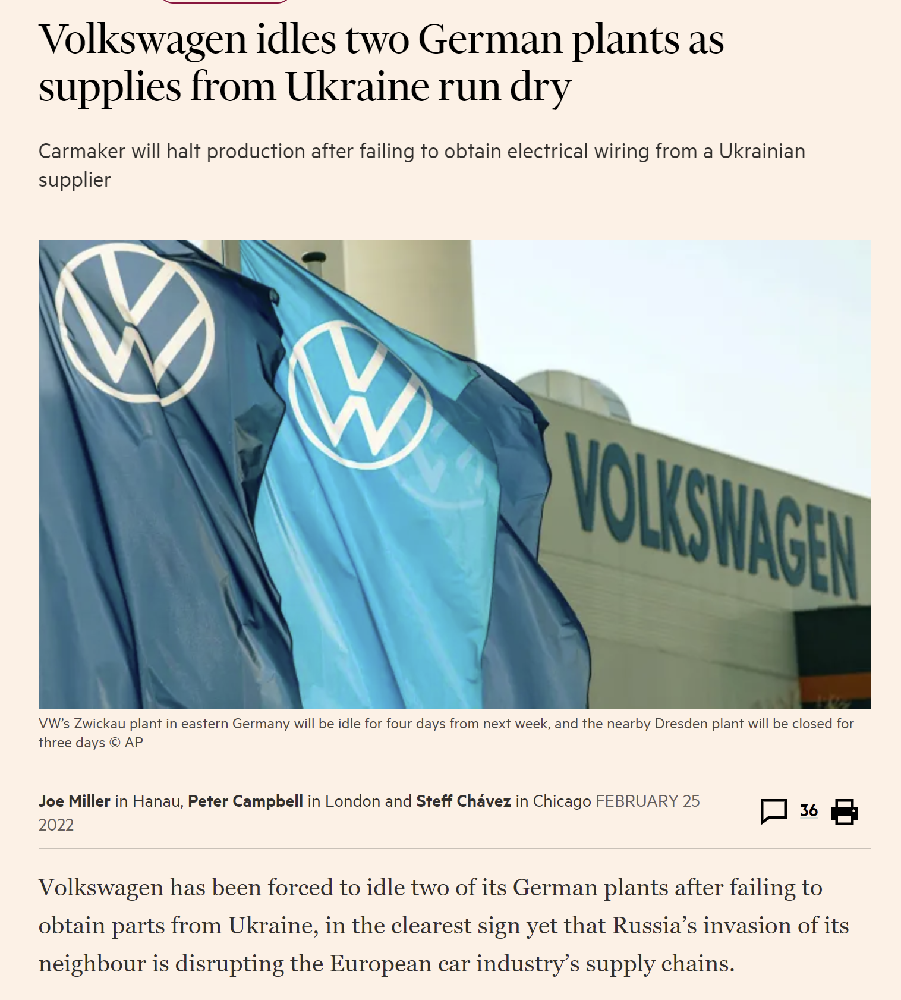 Volkswagen idles two German plants as
supplies from Ukraine run dry
Carmaker will halt production after failing to obtain electrical wiring from a Ukrainian
supplier
VOLKSWAGEN
VW’s Zwickau plant in eastern Germany will be idle for four days from next week, and the nearby Dresden plant will be closed for
three days © AP
Joe Miller in Hanau, Peter Campbell in London and Steff Chávez in Chicago FEBRUARY 25
2022
36
Volkswagen has been forced to idle two of its German plants after failing to
obtain parts from Ukraine, in the clearest sign yet that Russia’s invasion of its
neighbour is disrupting the European car industry’s supply chains.